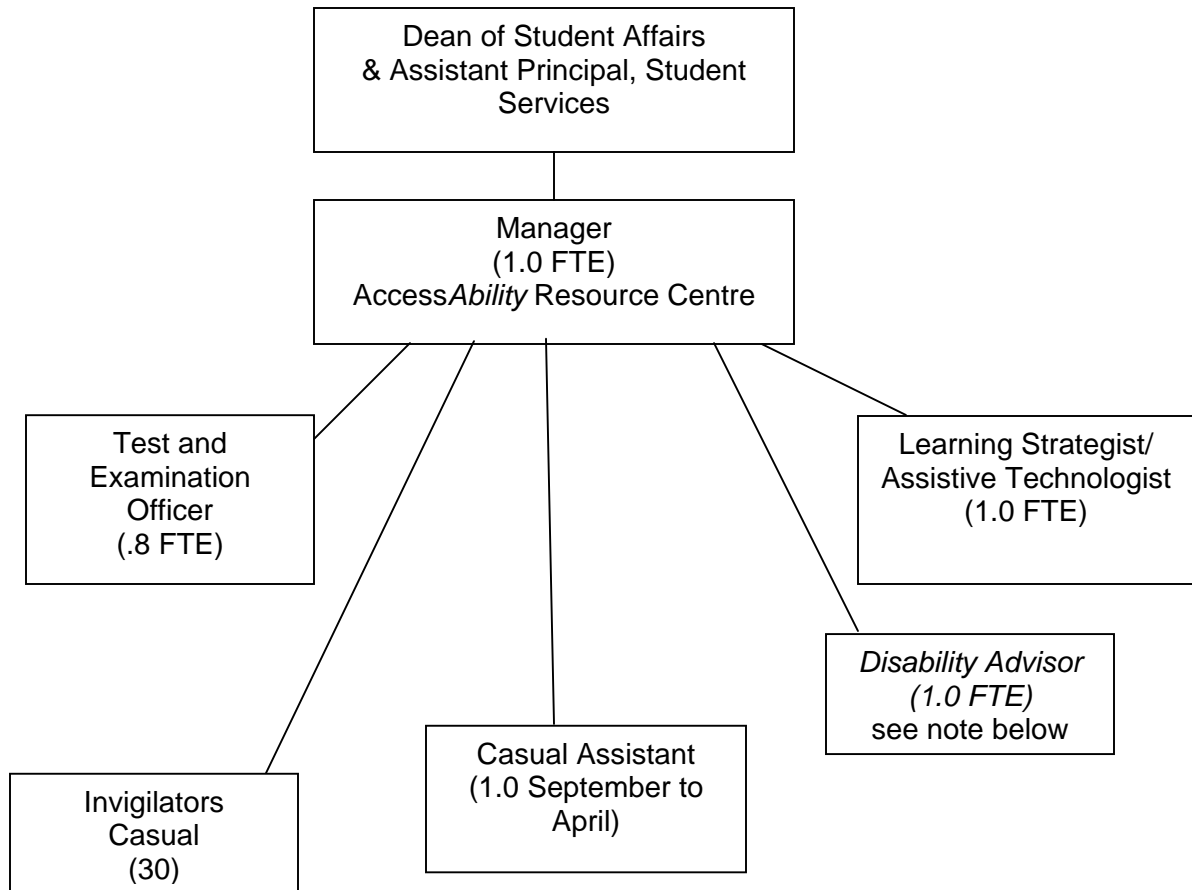 Dean of Student Affairs
& Assistant Principal, Student
Services
Manager
(1.0 FTE)
AccessAbility Resource Centre
Test and
Examination
Officer
(.8 FTE)
Learning Strategist/
Assistive Technologist
(1.0 FTE)
Disability Advisor
(1.0 FTE)
see note below
Casual Assistant
(1.0 September to
April)
Invigilators
Casual
(30)